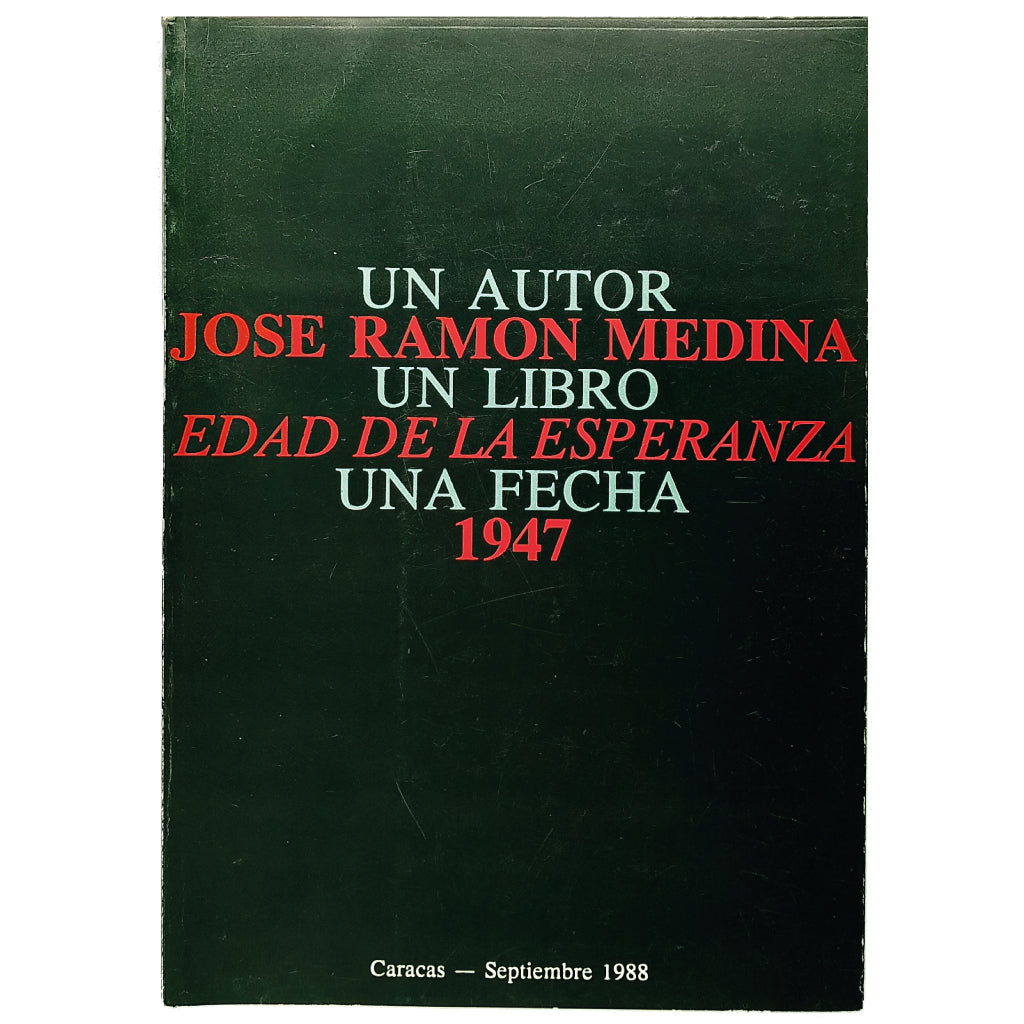 UN AUTOR
JOSE RAMON MEDINA
UN LIBRO
EDAD DE LA ESPERANZA
UNA FECHA
1947
Caracas — Septiembre 1988